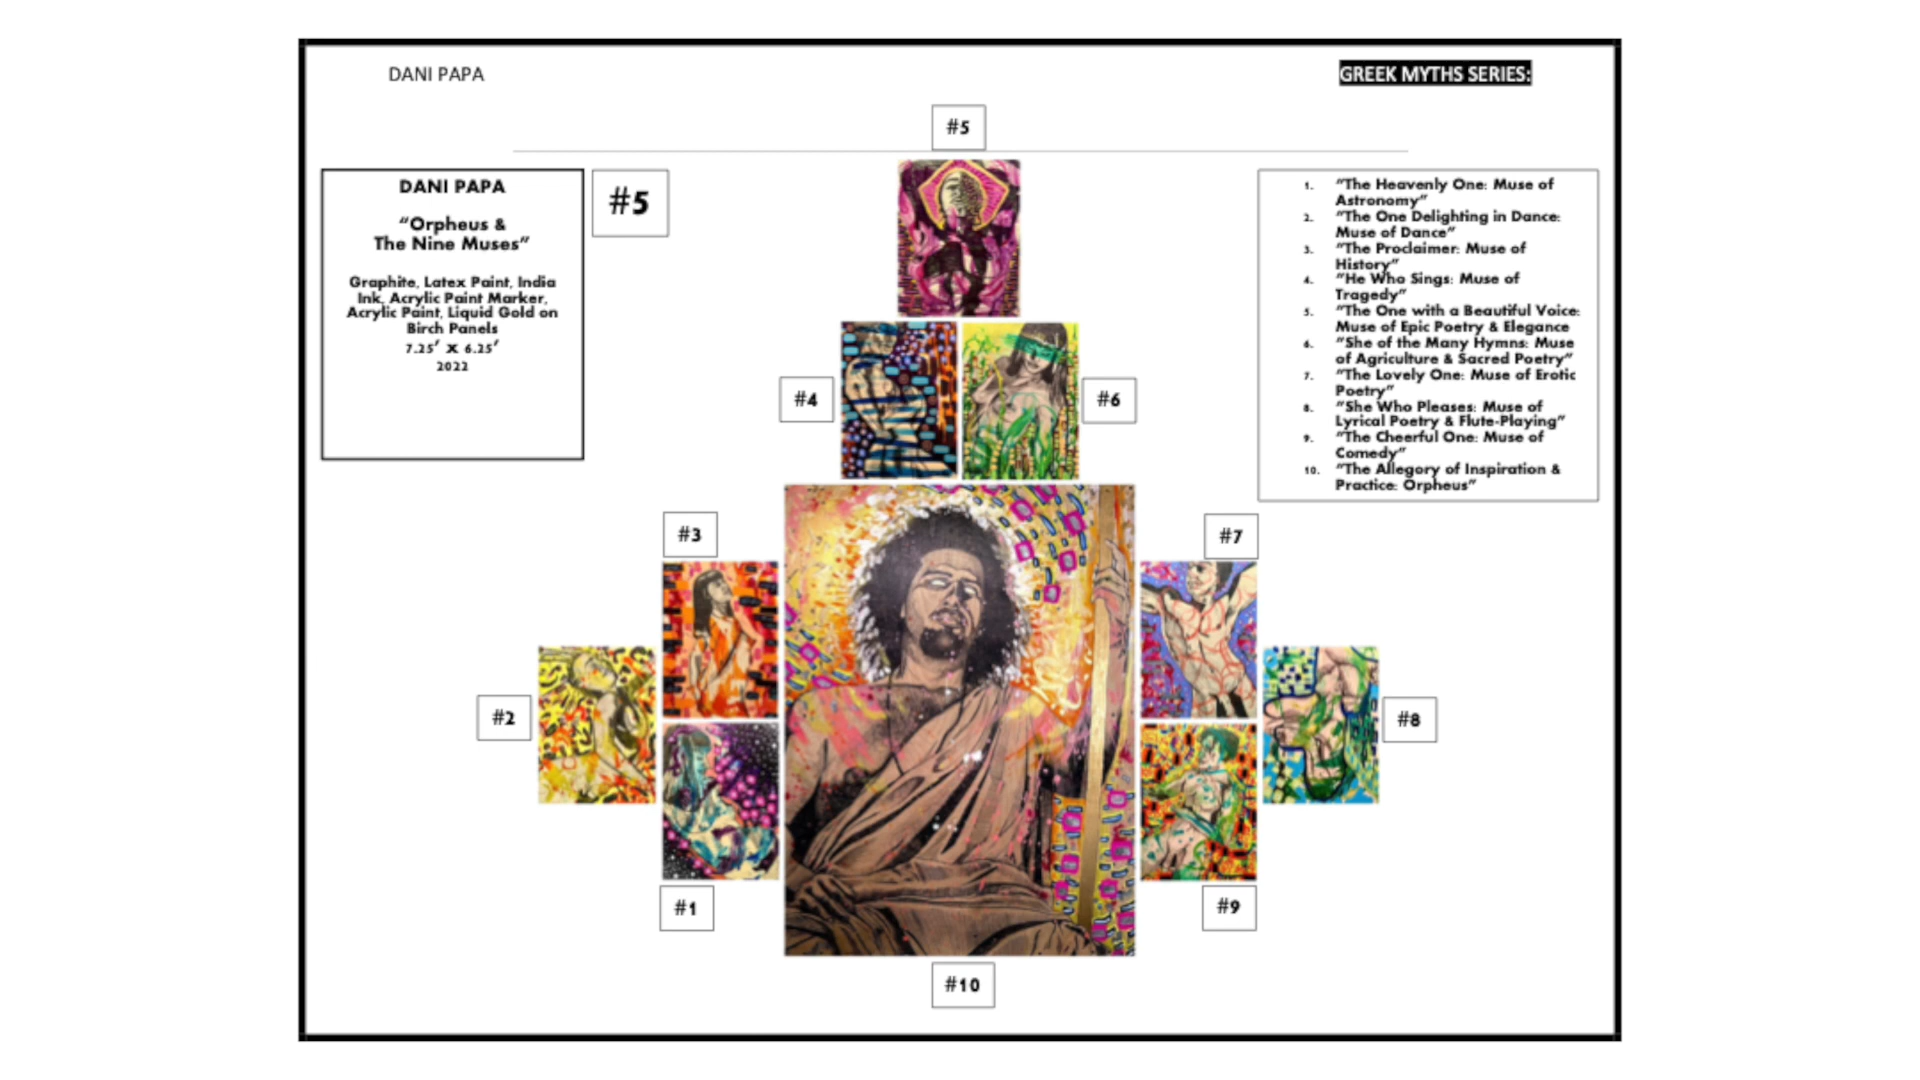 DANI PAPA
GREEK MYTHS SERIES:
#5
DANI PAPA
“Orpheus &
The Nine Muses”
Graphite, Latex Paint, India
Ink, Acrylic Paint Marker,
Acrylic Paint, Liquid Gold on
Birch Panels
7.25’ X 6.25’
2022
#5
1. “The Heavenly One: Muse of
Astronomy”
2. “The One Delighting in Dance:
Muse of Dance”
3. “The Proclaimer: Muse of
History”
4. “He Who Sings: Muse of
Tragedy”
5. “The One with a Beautiful Voice:
Muse of Epic Poetry & Elegance
6. “She of the Many Hymns: Muse
of Agriculture & Sacred Poetry”
7. “The Lovely One: Muse of Erotic
Poetry”
8. “She Who Pleases: Muse of
Lyrical Poetry & Flute-Playing”
9. “The Cheerful One: Muse of
Comedy”
10. “The Allegory of Inspiration &
Practice: Orpheus”
#4
#6
#3
#7
#2
#8
#1
#9
#10